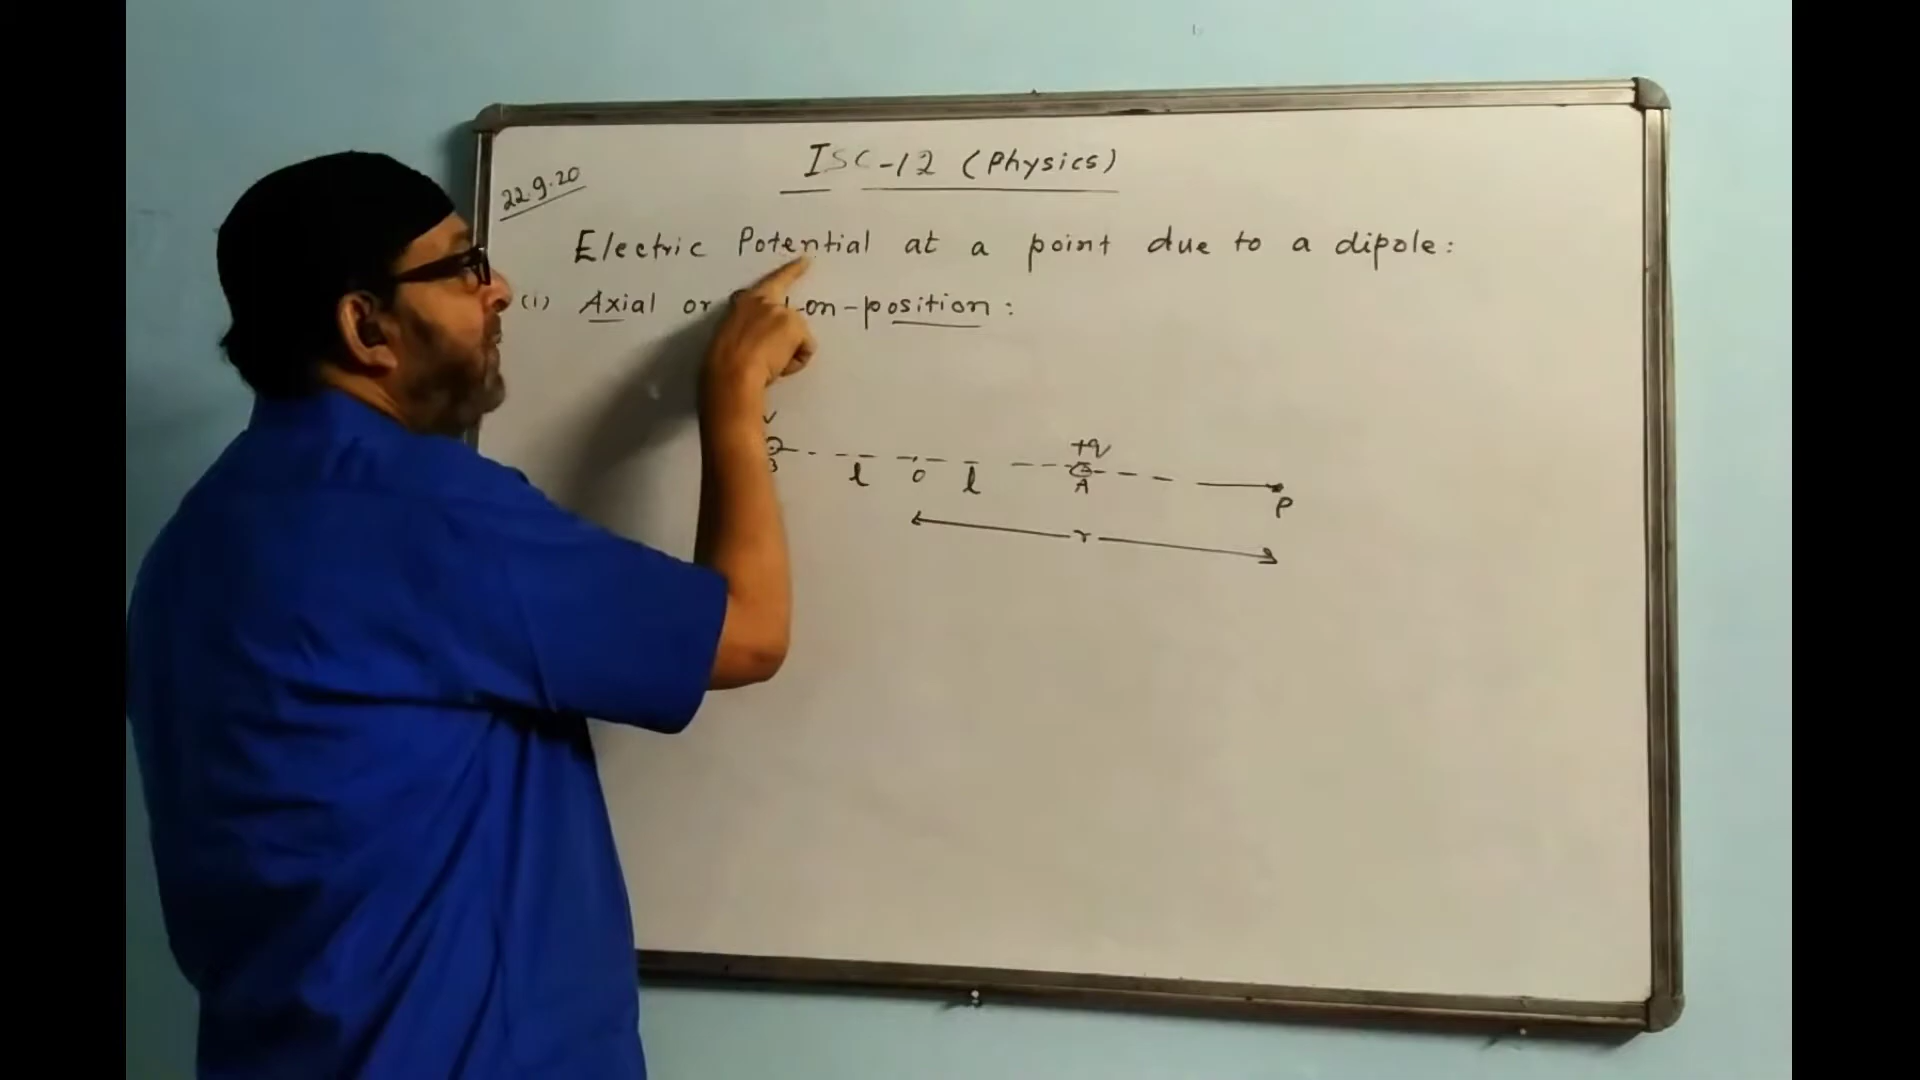 ISC-12 (Physics)
22.9.20
Electric Potential at a point due to a dipole:
(i) Axial or -on-position:
+q
B l O l A P
r